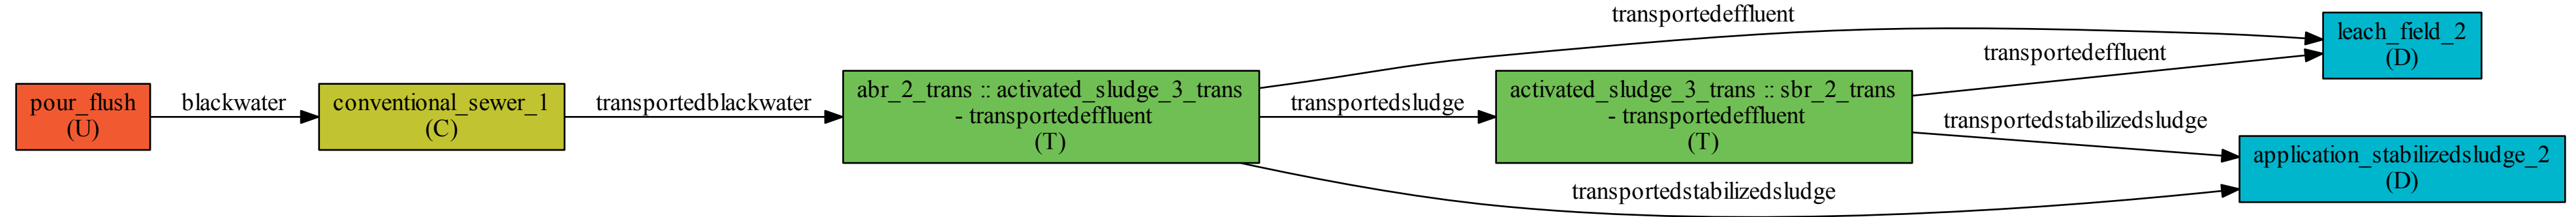 pour_flush
(U)
blackwater
conventional_sewer_1
(C)
transportedblackwater
abr_2_trans :: activated_sludge_3_trans
- transportedeffluent
(T)
transportedeffluent
transportedsludge
transportedstabilizedsludge
activated_sludge_3_trans :: sbr_2_trans
- transportedeffluent
(T)
transportedeffluent
transportedstabilizedsludge
leach_field_2
(D)
application_stabilizedsludge_2
(D)